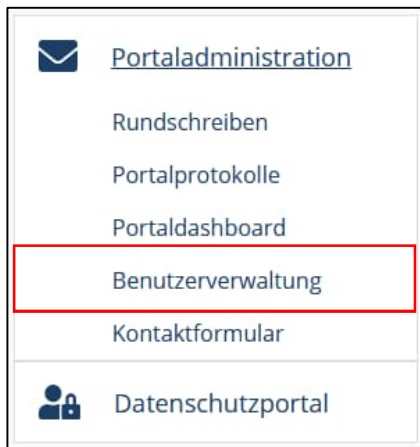 Portaladministration
Rundschreiben
Portalprotokolle
Portaldashboard
Benutzerverwaltung
Kontaktformular
Datenschutzportal